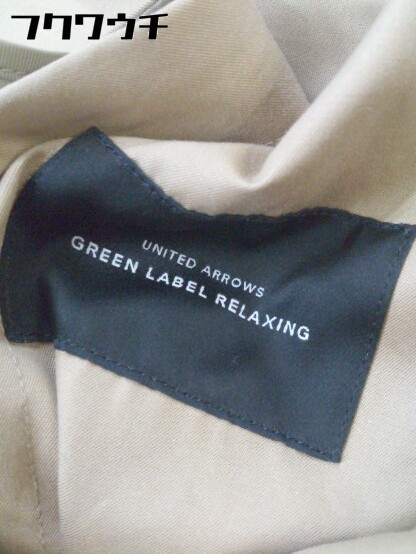 フクワウチ
UNITED ARROWS
GREEN LABEL RELAXING